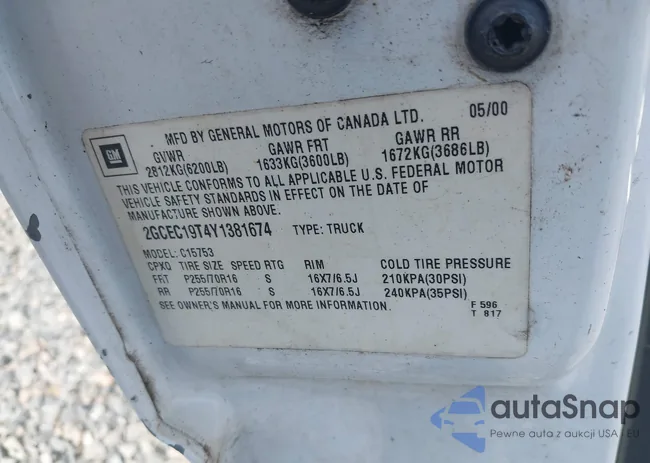 MFD BY GENERAL MOTORS OF CANADA LTD. 05/00
GM
GVWR GAWR FRT GAWR RR
2812KG(6200LB) 1633KG(3600LB) 1672KG(3686LB)
THIS VEHICLE CONFORMS TO ALL APPLICABLE U.S. FEDERAL MOTOR
VEHICLE SAFETY STANDARDS IN EFFECT ON THE DATE OF
MANUFACTURE SHOWN ABOVE.
2GCEC19T4Y1381674 TYPE: TRUCK
MODEL: C15753
CPXQ TIRE SIZE SPEED RTG RIM COLD TIRE PRESSURE
FRT P255/70R16 S 16X7/6.5J 210KPA(30PSI)
RR P255/70R16 S 16X7/6.5J 240KPA(35PSI)
SEE OWNER'S MANUAL FOR MORE INFORMATION.
F 596
T 817
autaSnap
Pewne auta z aukcji USA i EU